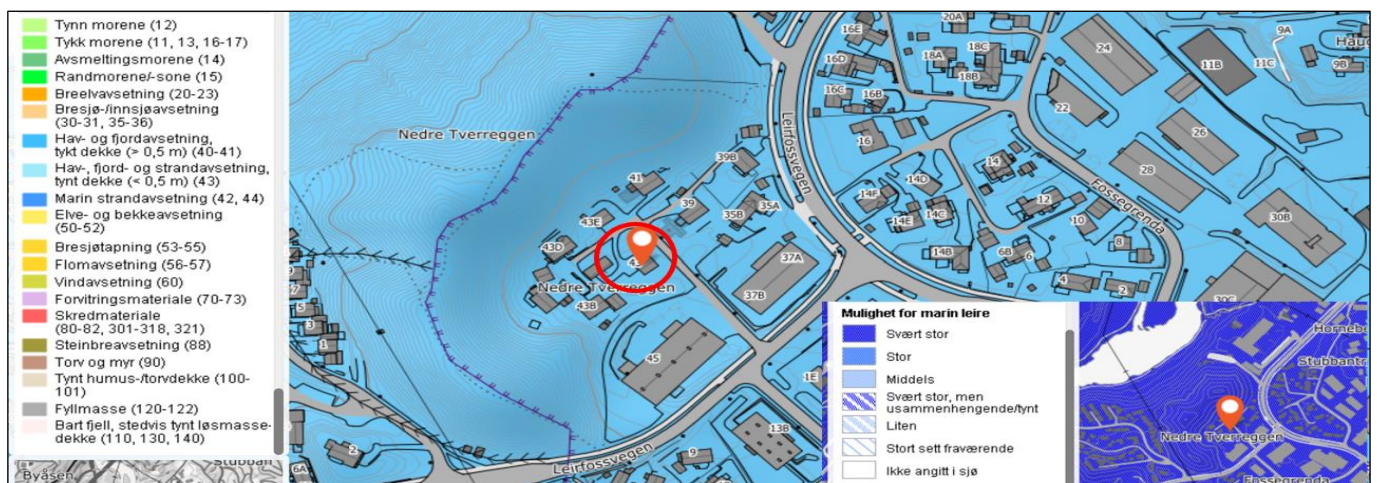 Tynn morene (12)
Tykk morene (11, 13, 16-17)
Avsmeltingsmorene (14)
Randmorene/-sone (15)
Breelvavsetning (20-23)
Bresjø-/innsjøavsetning
(30-31, 35-36)
Hav- og fjordavsetning,
tykt dekke (> 0,5 m) (40-41)
Hav-, fjord- og strandavsetning,
tynt dekke (< 0,5 m) (43)
Marin strandavsetning (42, 44)
Elve- og bekkeavsetning
(50-52)
Bresjøtapning (53-55)
Flomavsetning (56-57)
Vindavsetning (60)
Forvitringsmateriale (70-73)
Skredmateriale
(80-82, 301-318, 321)
Steinbreavsetning (88)
Torv og myr (90)
Tynt humus-/torvdekke (100-
101)
Fyllmasse (120-122)
Bart fjell, stedvis tynt løsmasse-
dekke (110, 130, 140)
Byåsen
Nedre Tverreggen
Leirfossvegen
Fossegrenda
16E
20A
18A
18C
18B
16D
16C
16B
16
24
22
11B
11C
9A
9B
26
28
30B
30C
14
14D
14F
14E
14C
14B
12
10
8
6B
6
4
2
39B
41
39
35B
35A
43E
43D
43B
Nedre Tverreggen
37A
37B
45
1E
13B
9
5
3
1
2
6A
Leirfossvegen
Mulighet for marin leire
Svært stor
Stor
Middels
Svært stor, men
usammenhengende/tynt
Liten
Stort sett fraværende
Ikke angitt i sjø
Nedre Tverreggen
Fossegrenda